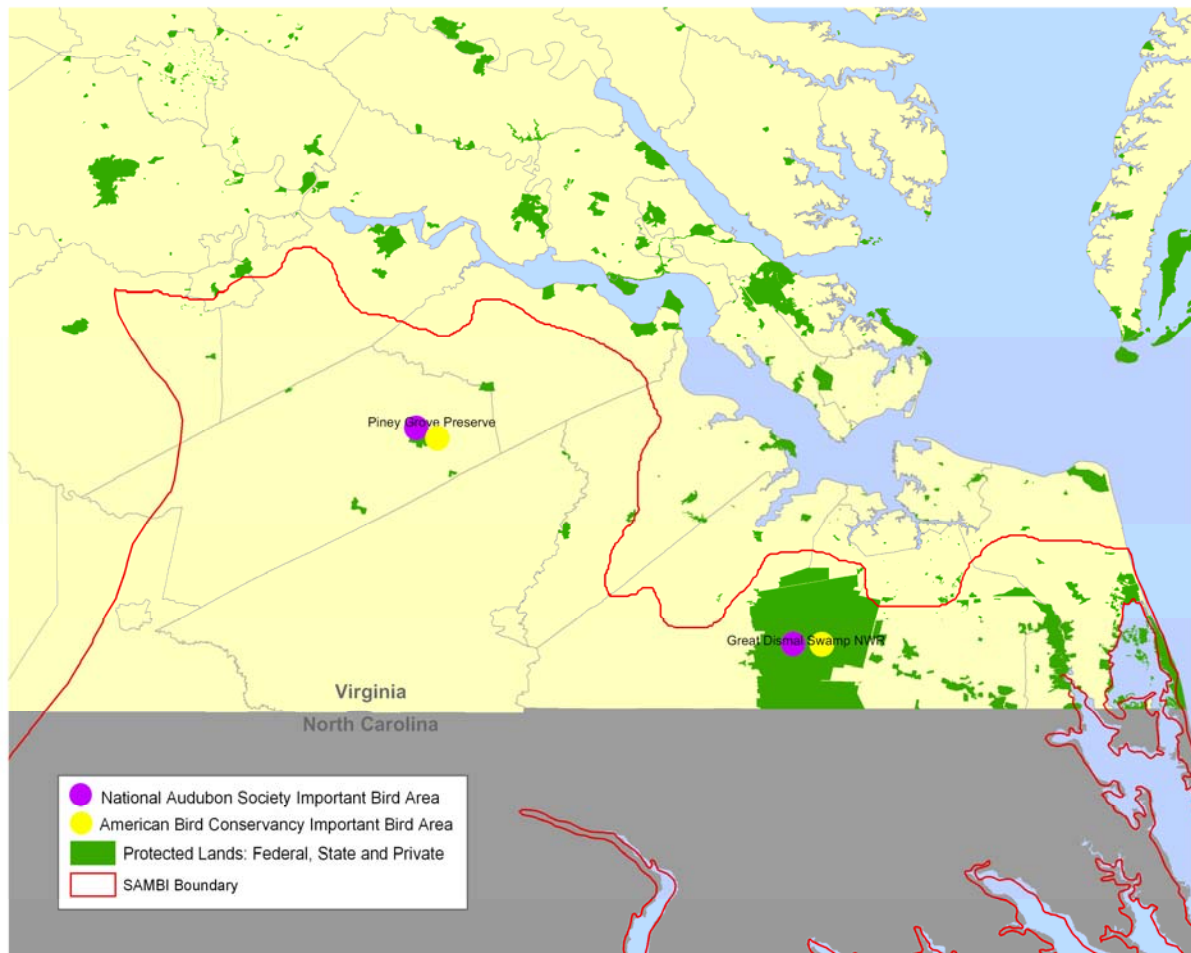 Piney Grove Preserve
Great Dismal Swamp NWR
Virginia
North Carolina
National Audubon Society Important Bird Area
American Bird Conservancy Important Bird Area
Protected Lands: Federal, State and Private
SAMBI Boundary